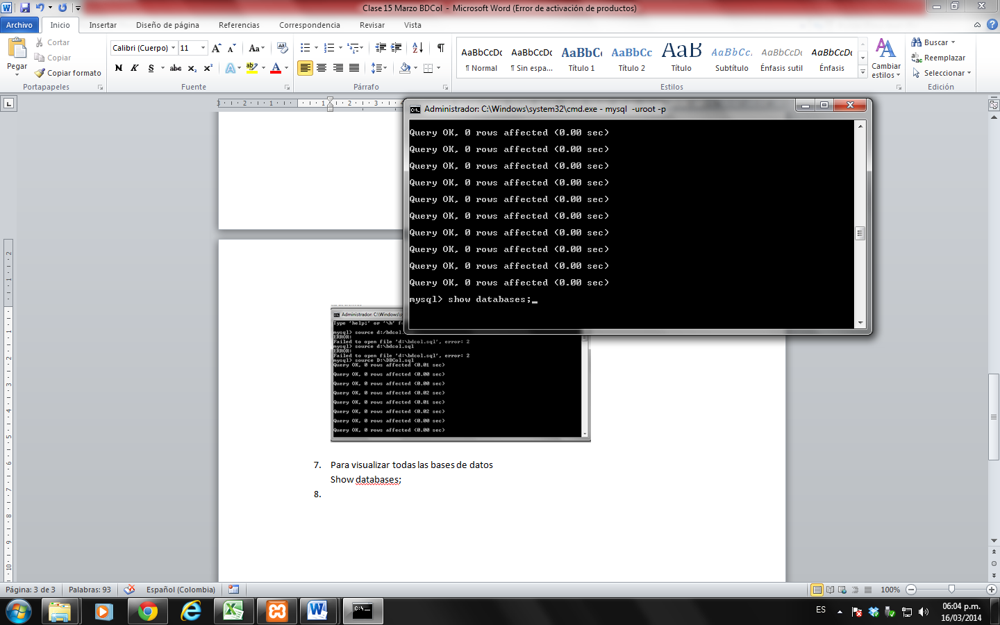 Clase 15 Marzo BDCol - Microsoft Word (Error de activación de productos)
Archivo Inicio Insertar Diseño de página Referencias Correspondencia Revisar Vista
Pegar
Cortar
Copiar
Copiar formato
Portapapeles
Calibri (Cuerpo) 11
N K S abc x₂ x²
Fuente
Párrafo
AaBbCcDc AaBbCcDc AaBbCc AaBbCc AaB AaBbCc. AaBbCcDc AaBbCcDc
¶ Normal ¶ Sin espa... Título 1 Título 2 Título Subtítulo Énfasis sutil Énfasis
Estilos
Cambiar estilos
Buscar
Reemplazar
Seleccionar
Edición
Administrador: C:\Windows\system32\cmd.exe - mysql -uroot -p
Query OK, 0 rows affected (0.00 sec)
Query OK, 0 rows affected (0.00 sec)
Query OK, 0 rows affected (0.00 sec)
Query OK, 0 rows affected (0.00 sec)
Query OK, 0 rows affected (0.00 sec)
Query OK, 0 rows affected (0.00 sec)
Query OK, 0 rows affected (0.00 sec)
Query OK, 0 rows affected (0.00 sec)
Query OK, 0 rows affected (0.00 sec)
Query OK, 0 rows affected (0.00 sec)
mysql> show databases;_
Administrador: C:\Windows\s
Type 'help;' or '\h' f
mysql> source d:/bdcol.
ERROR:
Failed to open file 'd:\bdcol.sql', error: 2
mysql> source d:\bdcol.sql
ERROR:
Failed to open file 'd:\bdcol.sql', error: 2
mysql> source D:\DBCol.sql
Query OK, 0 rows affected (0.01 sec)
Query OK, 0 rows affected (0.00 sec)
Query OK, 0 rows affected (0.00 sec)
Query OK, 0 rows affected (0.02 sec)
Query OK, 0 rows affected (0.01 sec)
Query OK, 0 rows affected (0.02 sec)
Query OK, 0 rows affected (0.00 sec)
Query OK, 0 rows affected (0.00 sec)
7. Para visualizar todas las bases de datos
Show databases;
8.
Página: 3 de 3 Palabras: 93 Español (Colombia) 100%
ES 06:04 p.m.
16/03/2014